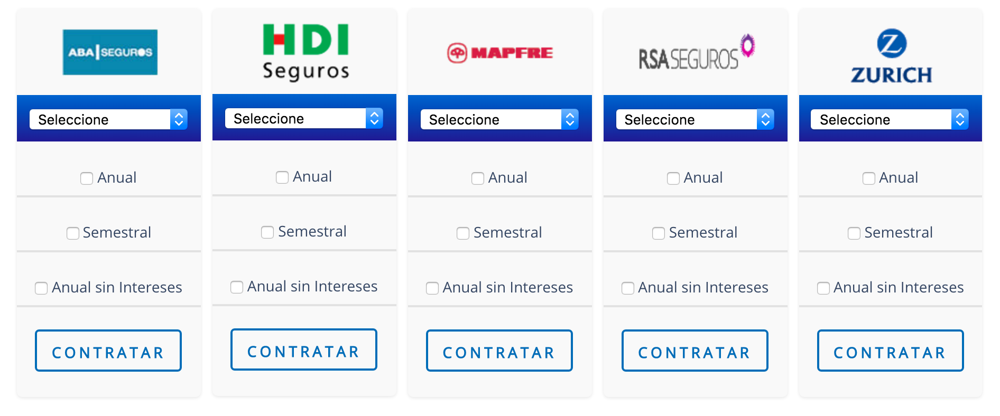 ABA|SEGUROS
HDI
Seguros
MAPFRE
RSA SEGUROS
Z
ZURICH
Seleccione
Seleccione
Seleccione
Seleccione
Seleccione
Anual
Anual
Anual
Anual
Anual
Semestral
Semestral
Semestral
Semestral
Semestral
Anual sin Intereses
Anual sin Intereses
Anual sin Intereses
Anual sin Intereses
Anual sin Intereses
CONTRATAR
CONTRATAR
CONTRATAR
CONTRATAR
CONTRATAR